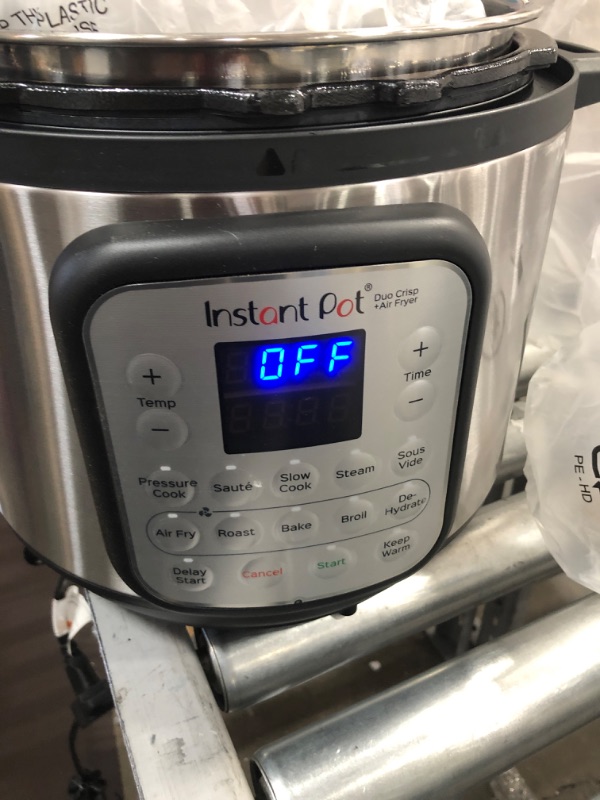 THIS PLASTIC
Instant Pot®
Duo Crisp
+Air Fryer
OFF
+
Temp
−
+
Time
−
Pressure
Cook
Sauté
Slow
Cook
Steam
Sous
Vide
Air Fry
Roast
Bake
Broil
De-
Hydrate
Delay
Start
Cancel
Start
Keep
Warm
PE-HD